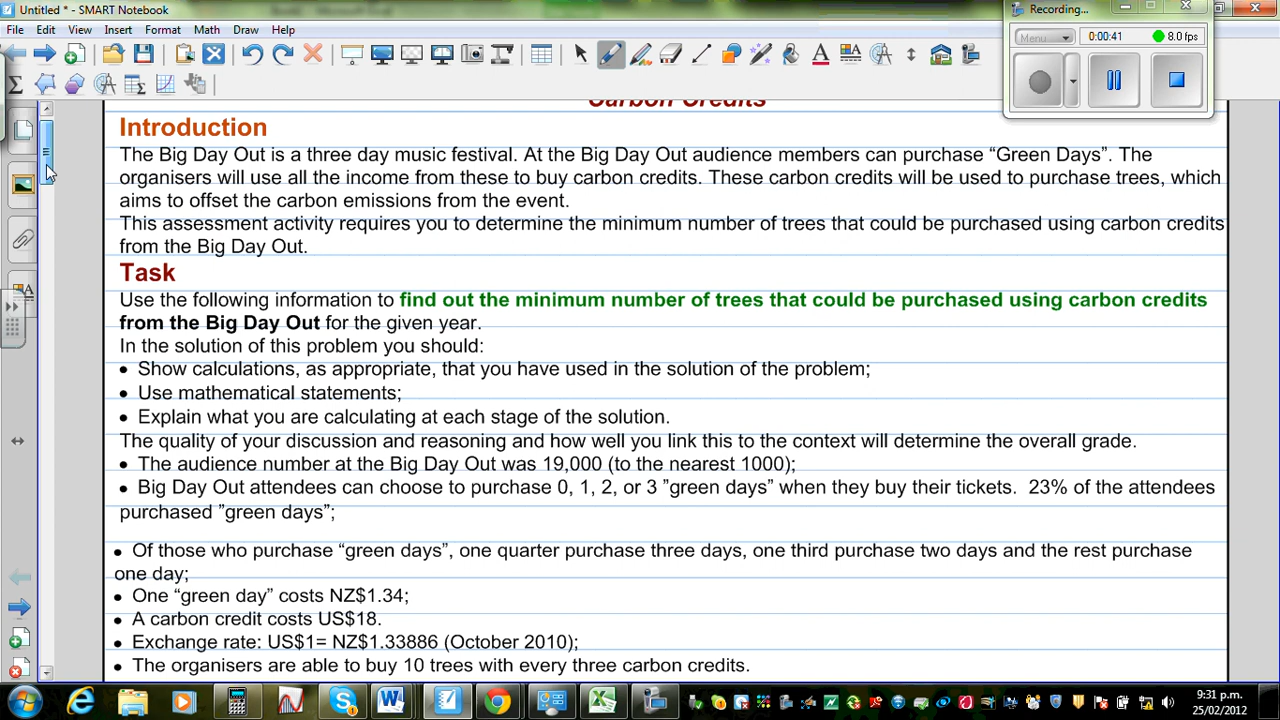 Untitled * - SMART Notebook
Recording...
File Edit View Insert Format Math Draw Help
Menu
0:00:41
8.0 fps
Carbon Credits
Introduction
The Big Day Out is a three day music festival. At the Big Day Out audience members can purchase “Green Days”. The
organisers will use all the income from these to buy carbon credits. These carbon credits will be used to purchase trees, which
aims to offset the carbon emissions from the event.
This assessment activity requires you to determine the minimum number of trees that could be purchased using carbon credits
from the Big Day Out.
Task
Use the following information to find out the minimum number of trees that could be purchased using carbon credits
from the Big Day Out for the given year.
In the solution of this problem you should:
• Show calculations, as appropriate, that you have used in the solution of the problem;
• Use mathematical statements;
• Explain what you are calculating at each stage of the solution.
The quality of your discussion and reasoning and how well you link this to the context will determine the overall grade.
• The audience number at the Big Day Out was 19,000 (to the nearest 1000);
• Big Day Out attendees can choose to purchase 0, 1, 2, or 3 ”green days” when they buy their tickets. 23% of the attendees
purchased ”green days”;
• Of those who purchase “green days”, one quarter purchase three days, one third purchase two days and the rest purchase
one day;
• One “green day” costs NZ$1.34;
• A carbon credit costs US$18.
• Exchange rate: US$1= NZ$1.33886 (October 2010);
• The organisers are able to buy 10 trees with every three carbon credits.
9:31 p.m.
25/02/2012